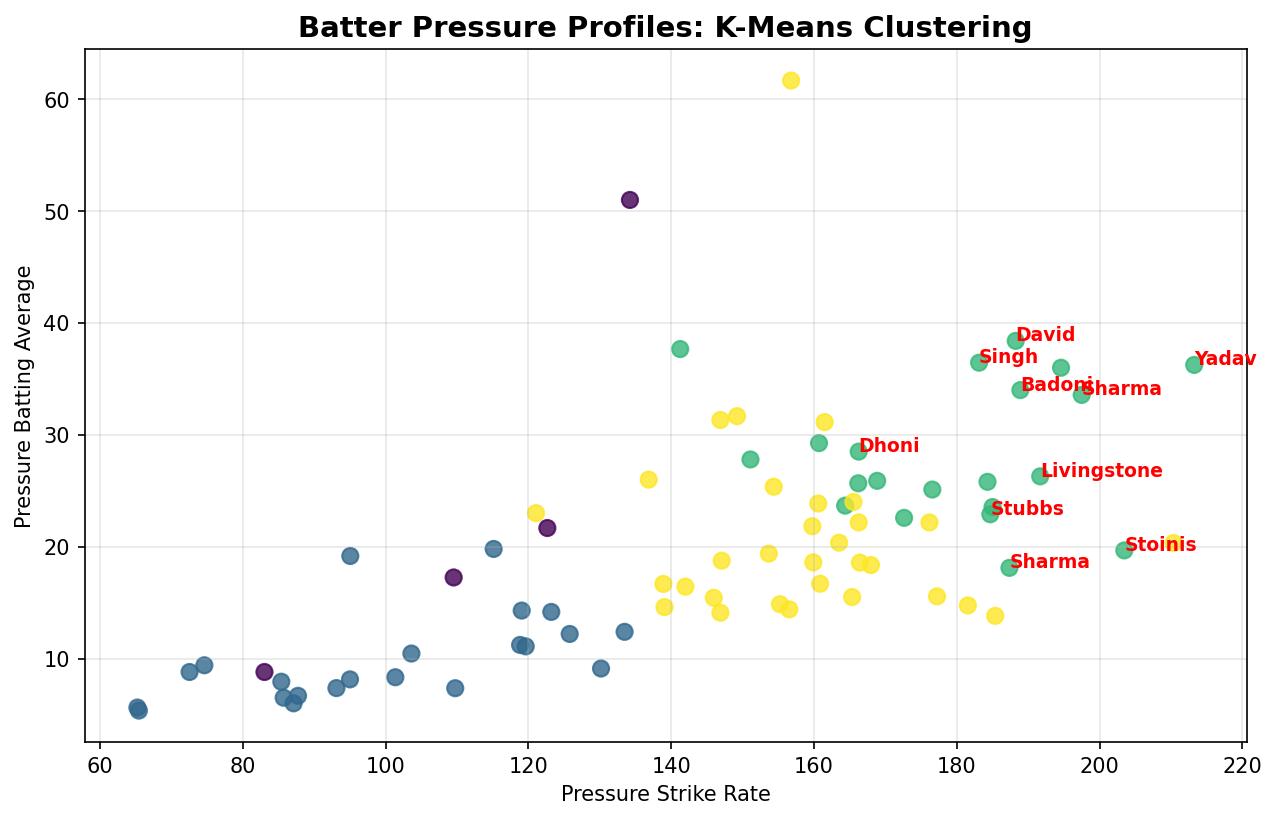 Batter Pressure Profiles: K-Means Clustering
60
50
40
30
20
10
Pressure Batting Average
David
Singh
Yadav
Badoni
Sharma
Dhoni
Livingstone
Stubbs
Stoinis
Sharma
60 80 100 120 140 160 180 200 220
Pressure Strike Rate